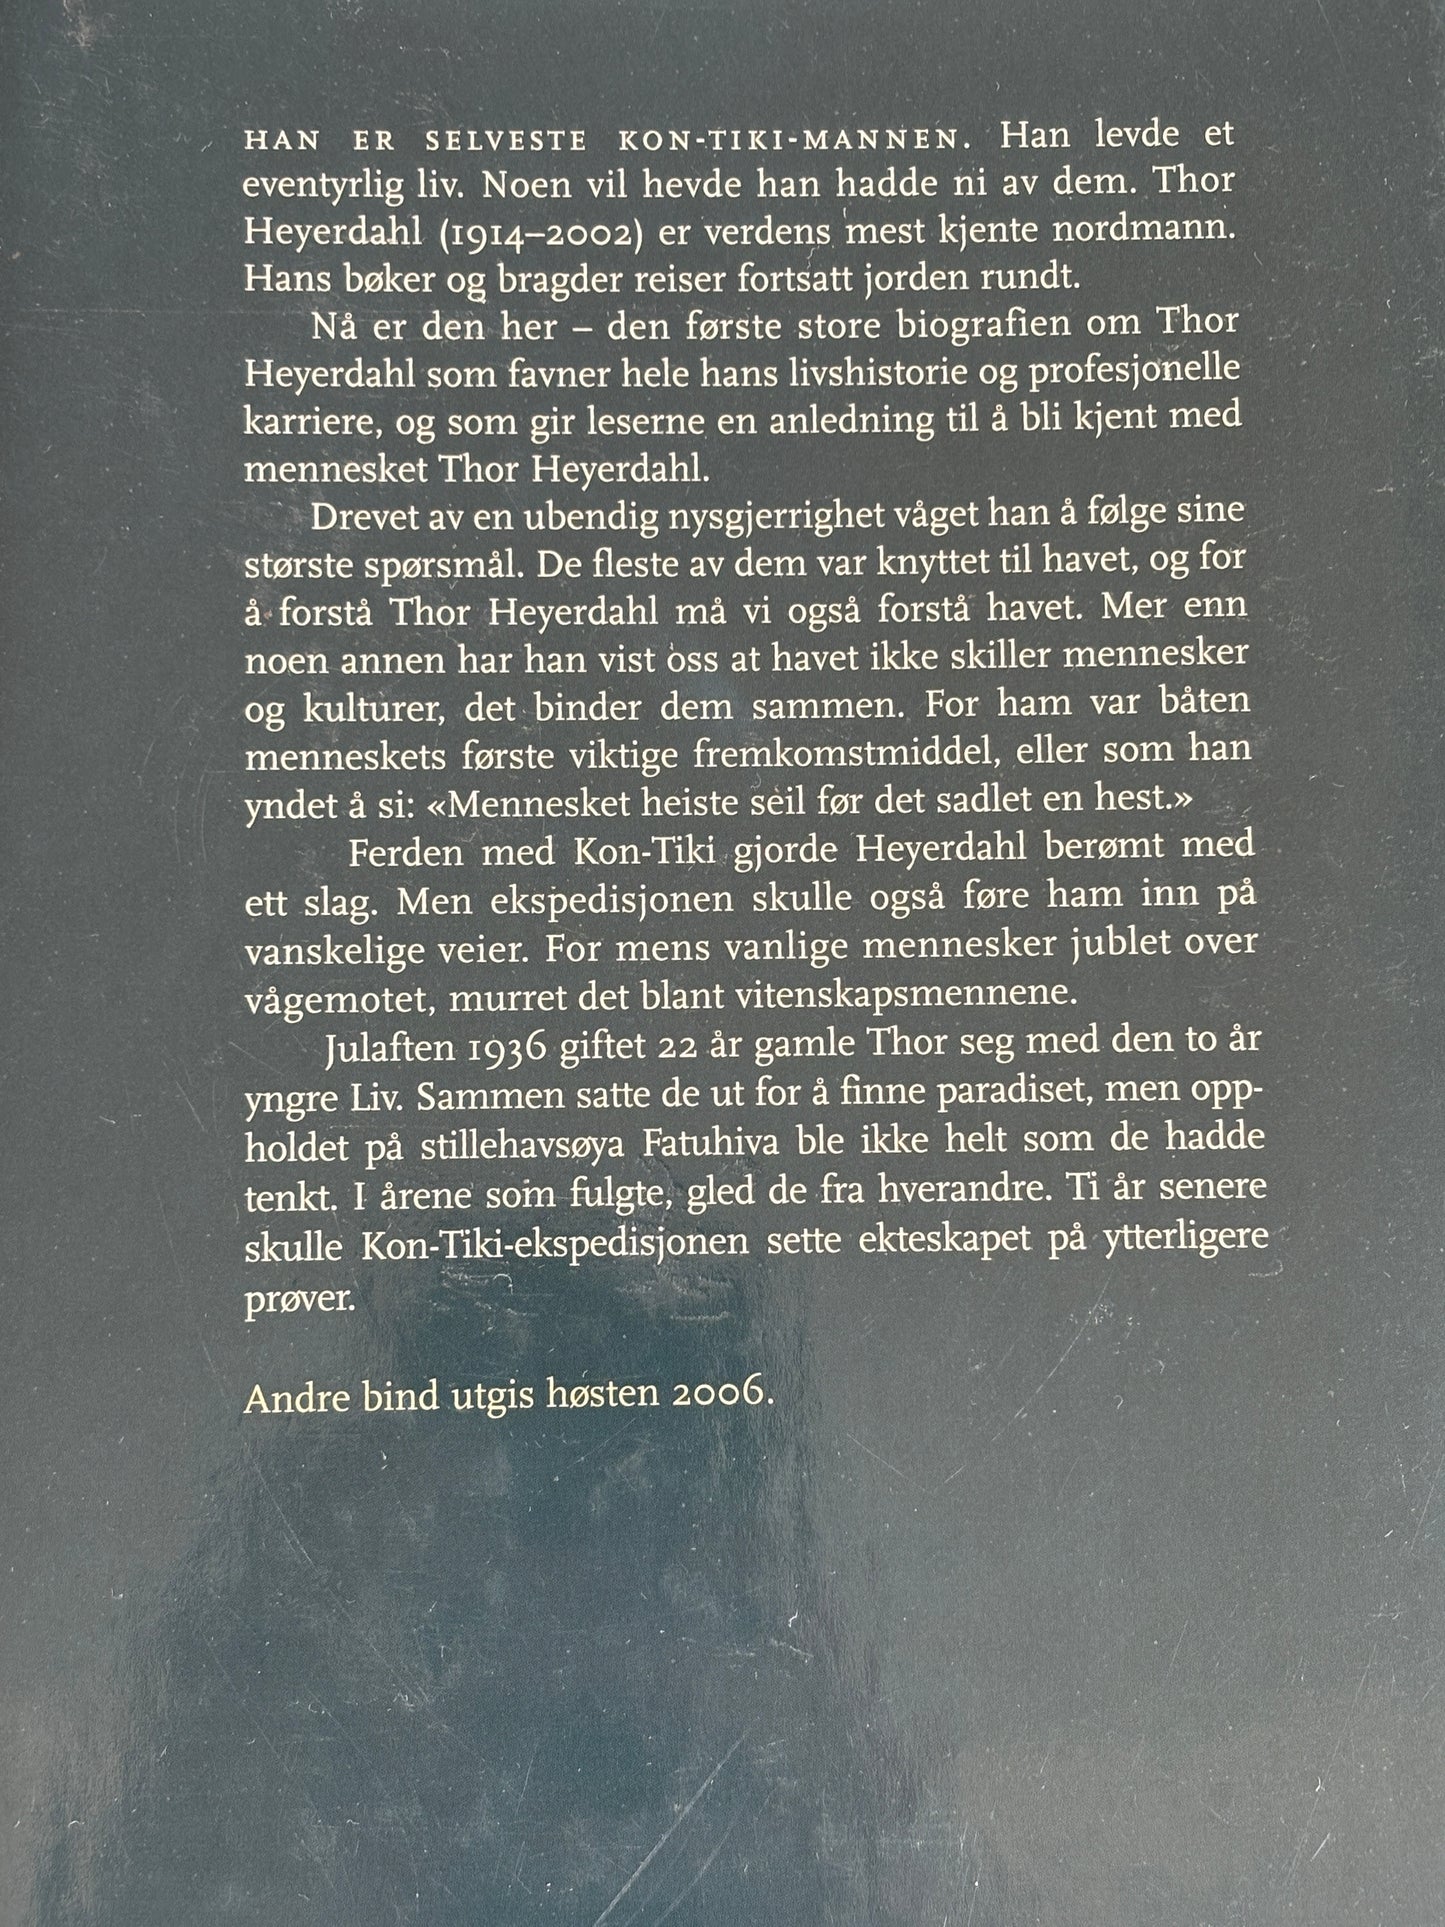 HAN ER SELVESTE KON-TIKI-MANNEN. Han levde et
eventyrlig liv. Noen vil hevde han hadde ni av dem. Thor
Heyerdahl (1914–2002) er verdens mest kjente nordmann.
Hans bøker og bragder reiser fortsatt jorden rundt.
Nå er den her – den første store biografien om Thor
Heyerdahl som favner hele hans livshistorie og profesjonelle
karriere, og som gir leserne en anledning til å bli kjent med
mennesket Thor Heyerdahl.
Drevet av en ubendig nysgjerrighet våget han å følge sine
største spørsmål. De fleste av dem var knyttet til havet, og for
å forstå Thor Heyerdahl må vi også forstå havet. Mer enn
noen annen har han vist oss at havet ikke skiller mennesker
og kulturer, det binder dem sammen. For ham var båten
menneskets første viktige fremkomstmiddel, eller som han
yndet å si: «Mennesket heiste seil før det sadlet en hest.»
Ferden med Kon-Tiki gjorde Heyerdahl berømt med
ett slag. Men ekspedisjonen skulle også føre ham inn på
vanskelige veier. For mens vanlige mennesker jublet over
vågemotet, murret det blant vitenskapsmennene.
Julaften 1936 giftet 22 år gamle Thor seg med den to år
yngre Liv. Sammen satte de ut for å finne paradiset, men opp-
holdet på stillehavsøya Fatuhiva ble ikke helt som de hadde
tenkt. I årene som fulgte, gled de fra hverandre. Ti år senere
skulle Kon-Tiki-ekspedisjonen sette ekteskapet på ytterligere
prøver.
Andre bind utgis høsten 2006.